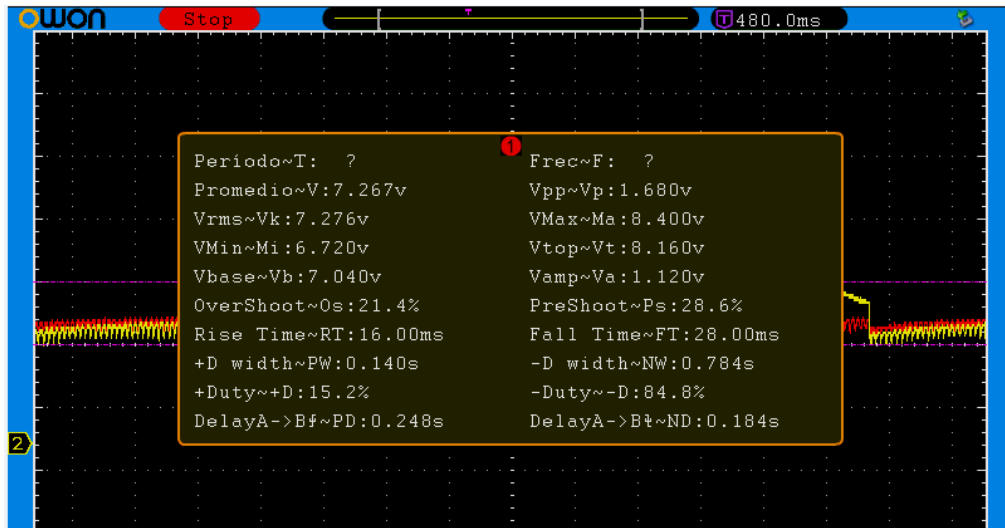 OWON Stop T 480.0ms
1
Periodo~T: ? Frec~F: ?
Promedio~V:7.267v Vpp~Vp:1.680v
Vrms~Vk:7.276v VMax~Ma:8.400v
VMin~Mi:6.720v Vtop~Vt:8.160v
Vbase~Vb:7.040v Vamp~Va:1.120v
OverShoot~Os:21.4% PreShoot~Ps:28.6%
Rise Time~RT:16.00ms Fall Time~FT:28.00ms
+D width~PW:0.140s -D width~NW:0.784s
+Duty~+D:15.2% -Duty~-D:84.8%
DelayA->B↑~PD:0.248s DelayA->B↓~ND:0.184s
2